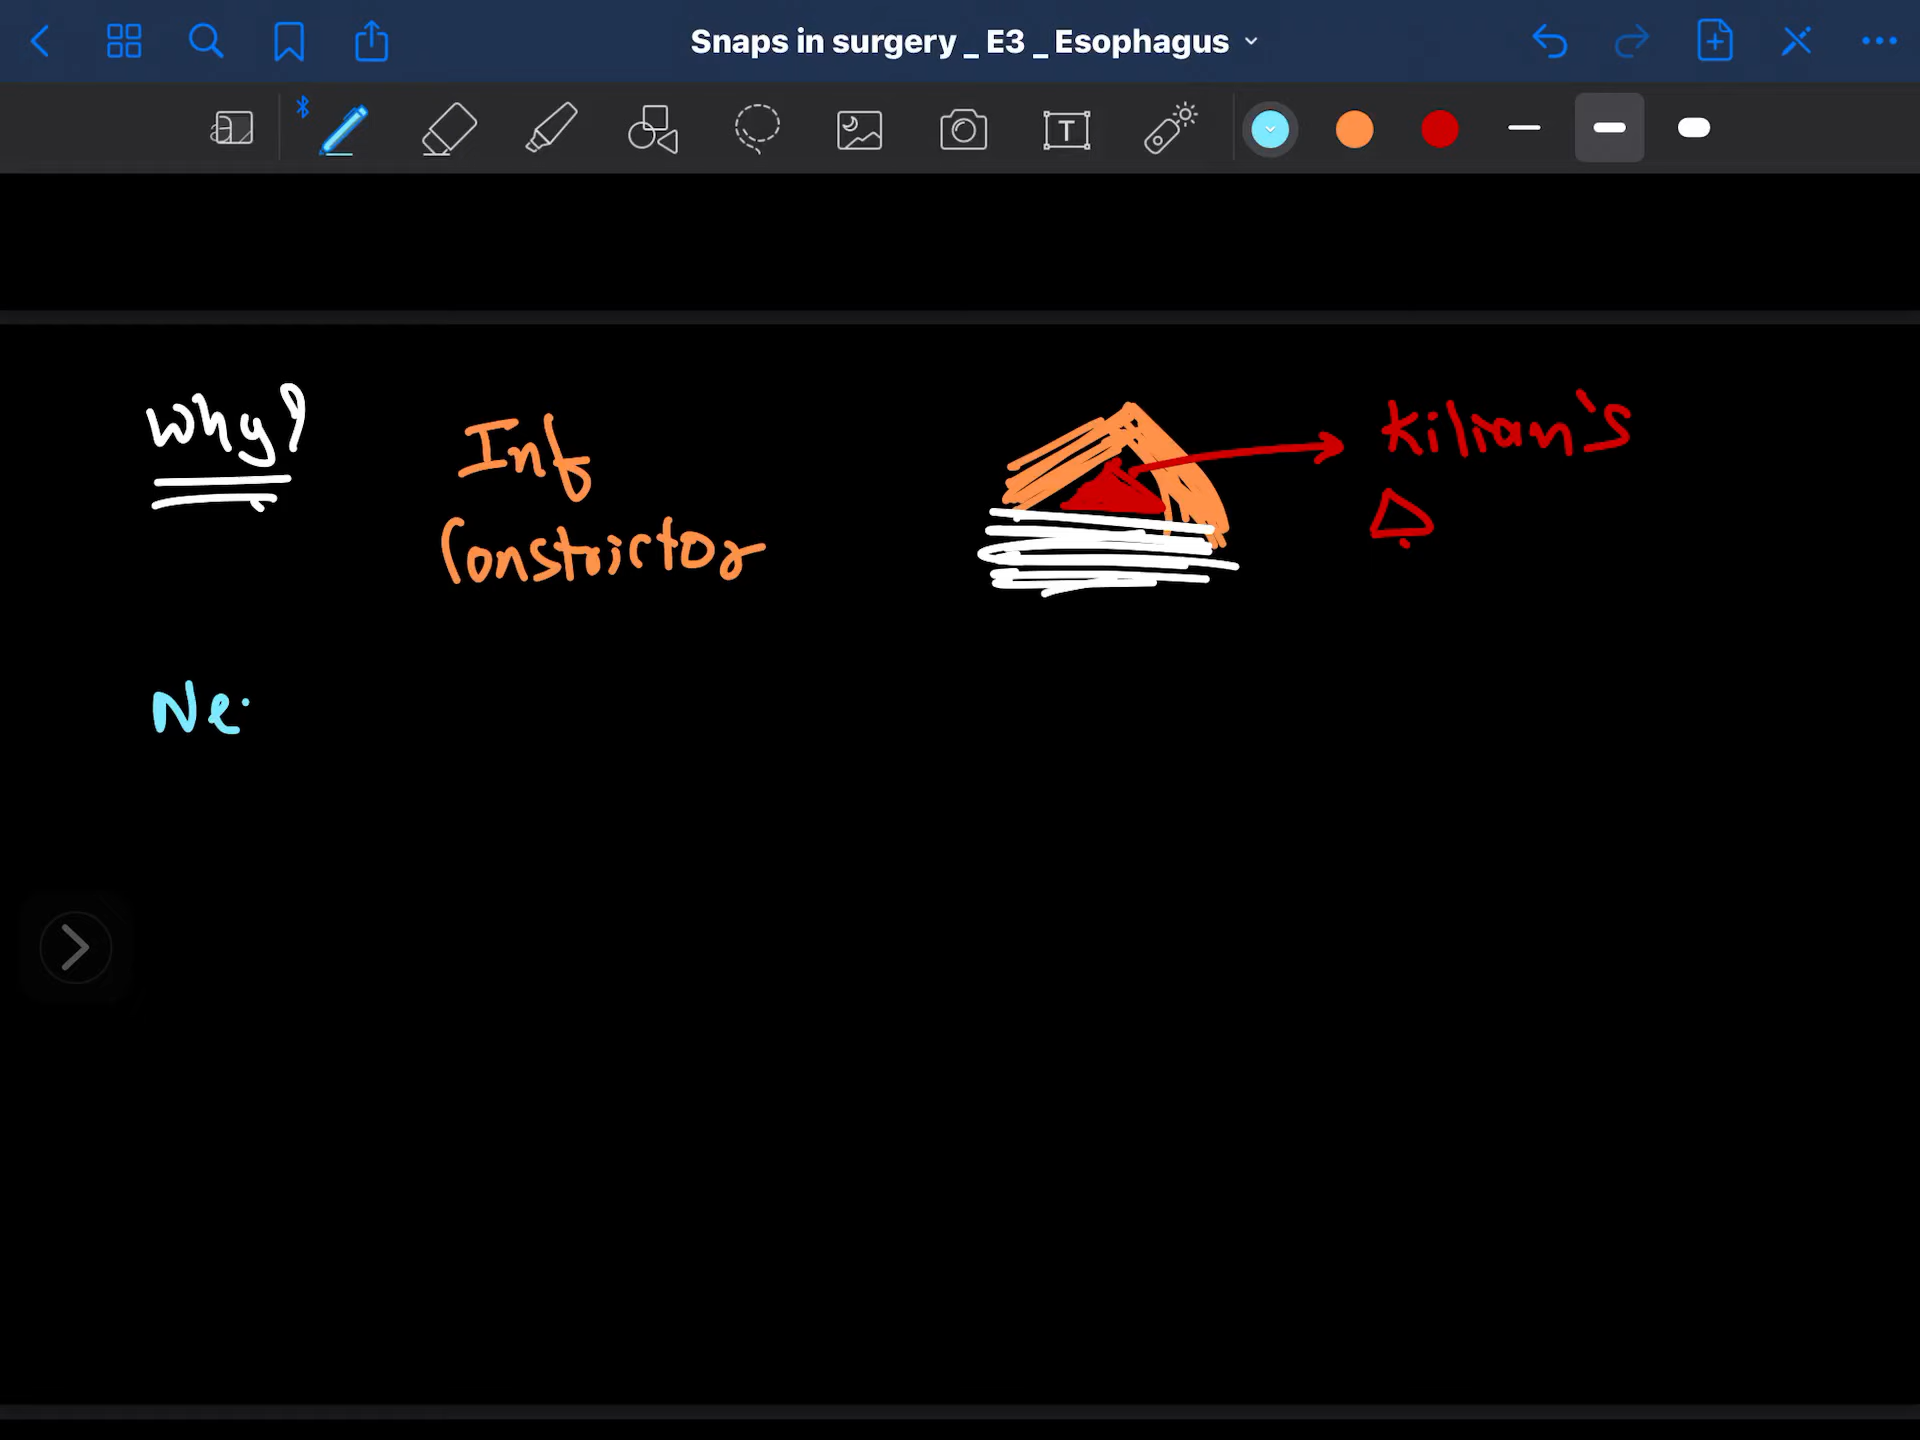 Snaps in surgery _ E3 _ Esophagus
Why?
Inf
Constrictor
Kilian's
Δ
Ne